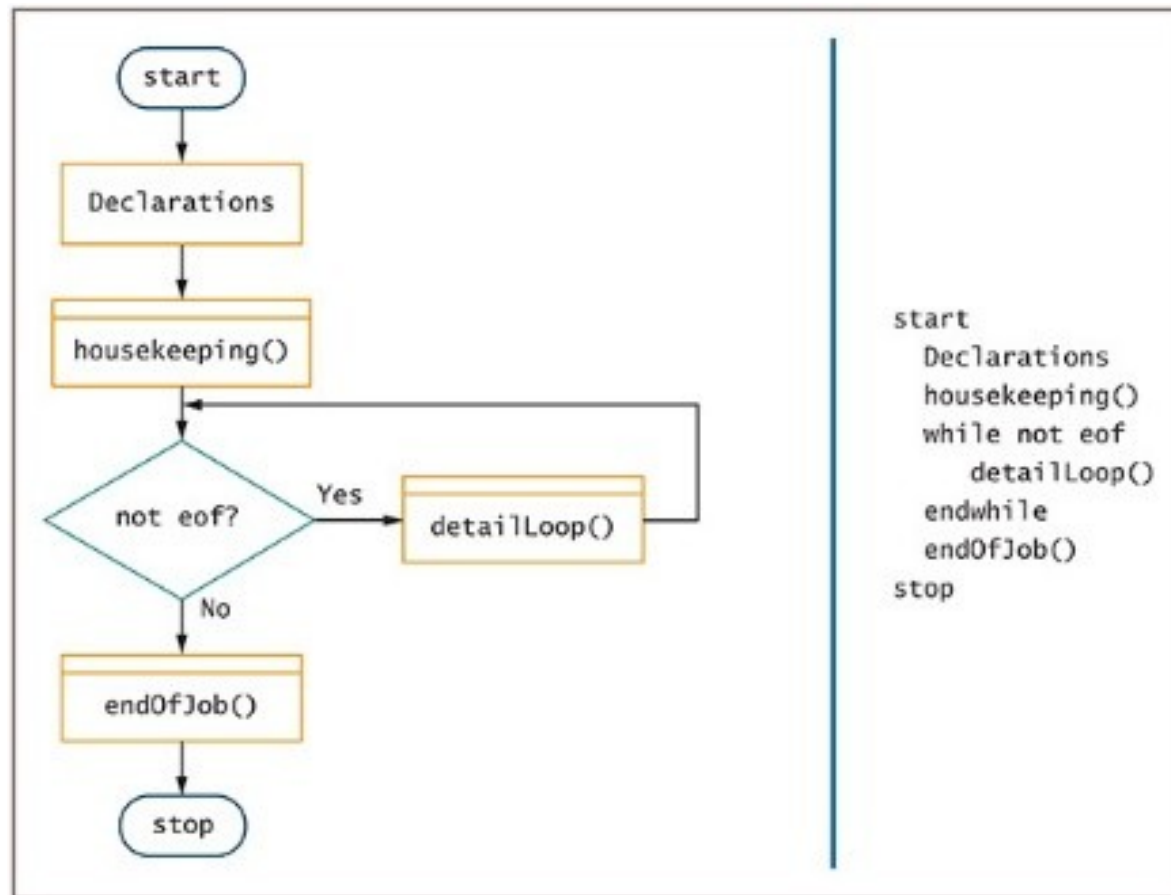 start
Declarations
housekeeping()
not eof?
Yes
detailLoop()
No
endOfJob()
stop
start
Declarations
housekeeping()
while not eof
detailLoop()
endwhile
endOfJob()
stop